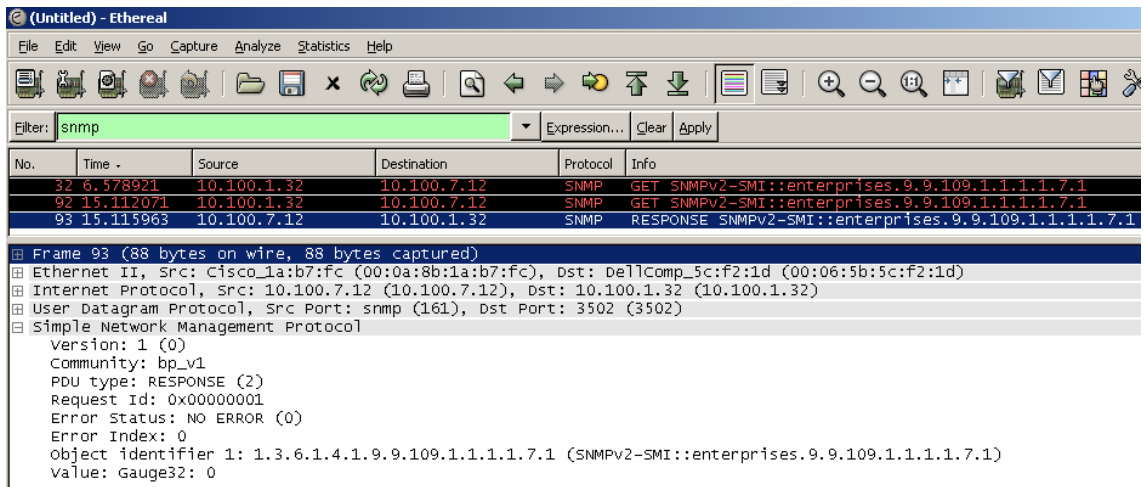 (Untitled) - Ethereal
File Edit View Go Capture Analyze Statistics Help
Filter: snmp Expression... Clear Apply
No. Time Source Destination Protocol Info
32 6.578921 10.100.1.32 10.100.7.12 SNMP GET SNMPv2-SMI::enterprises.9.9.109.1.1.1.1.7.1
92 15.112071 10.100.1.32 10.100.7.12 SNMP GET SNMPv2-SMI::enterprises.9.9.109.1.1.1.1.7.1
93 15.115963 10.100.7.12 10.100.1.32 SNMP RESPONSE SNMPv2-SMI::enterprises.9.9.109.1.1.1.1.7.1
Frame 93 (88 bytes on wire, 88 bytes captured)
Ethernet II, Src: Cisco_1a:b7:fc (00:0a:8b:1a:b7:fc), Dst: DellComp_5c:f2:1d (00:06:5b:5c:f2:1d)
Internet Protocol, Src: 10.100.7.12 (10.100.7.12), Dst: 10.100.1.32 (10.100.1.32)
User Datagram Protocol, Src Port: snmp (161), Dst Port: 3502 (3502)
Simple Network Management Protocol
Version: 1 (0)
Community: bp_v1
PDU type: RESPONSE (2)
Request Id: 0x00000001
Error Status: NO ERROR (0)
Error Index: 0
Object identifier 1: 1.3.6.1.4.1.9.9.109.1.1.1.1.7.1 (SNMPv2-SMI::enterprises.9.9.109.1.1.1.1.7.1)
Value: Gauge32: 0